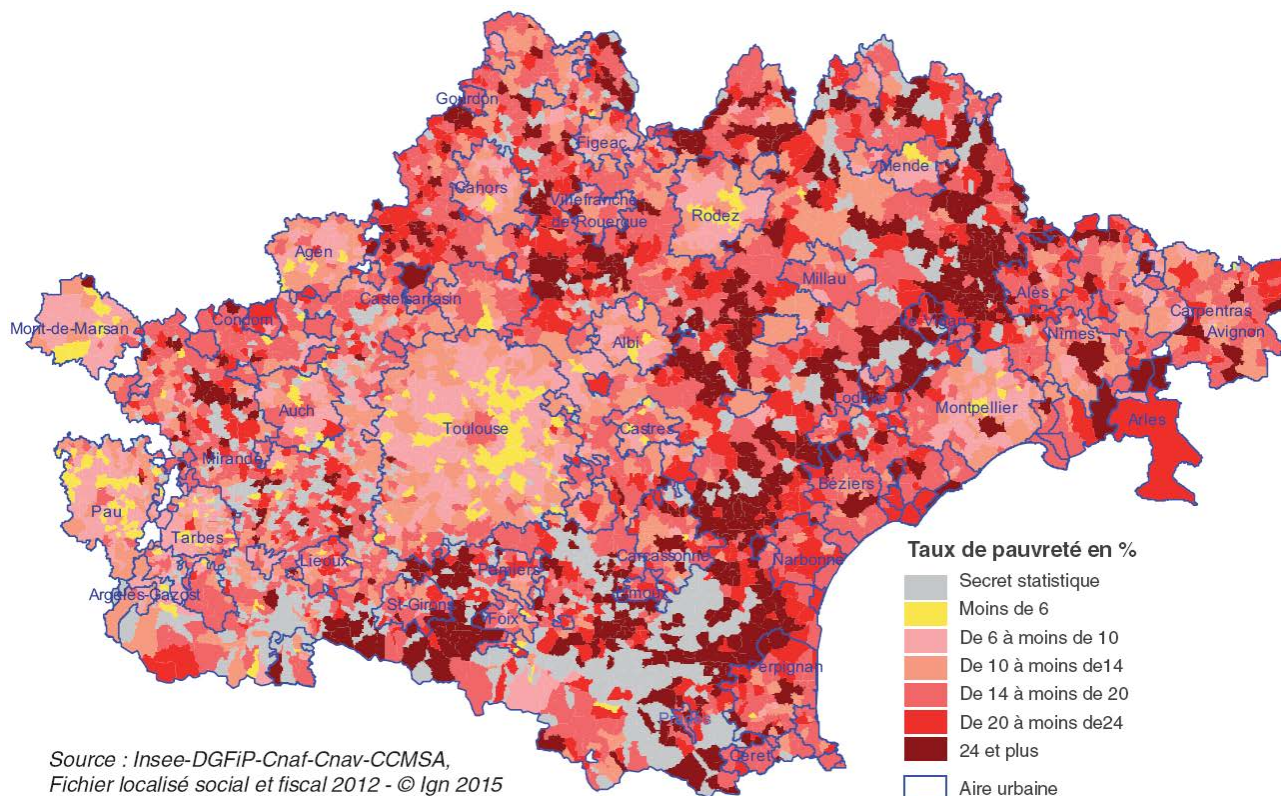 Gourdon
Figeac
Mende
Cahors
Villefranche-
de-Rouergue
Rodez
Agen
Millau
Castelsarrasin
Alès
Carpentras
Mont-de-Marsan
Condom
Le Vigan
Nîmes
Avignon
Albi
Lodève
Auch
Toulouse
Castres
Montpellier
Arles
Mirande
Béziers
Pau
Tarbes
Carcassonne
Narbonne
Pamiers
Limoux
Argelès-Gazost
St-Girons
Foix
Perpignan
Prades
Céret
Taux de pauvreté en %
Secret statistique
Moins de 6
De 6 à moins de 10
De 10 à moins de14
De 14 à moins de 20
De 20 à moins de24
24 et plus
Aire urbaine
Source : Insee-DGFiP-Cnaf-Cnav-CCMSA,
Fichier localisé social et fiscal 2012 - © Ign 2015